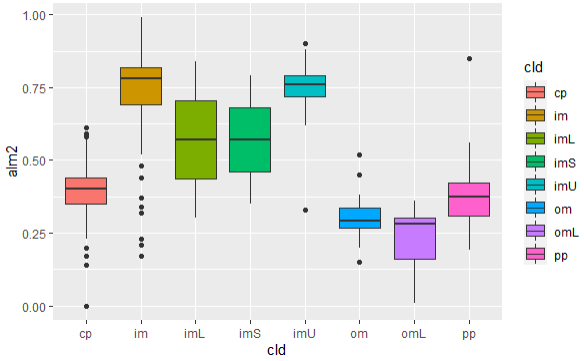 1.00
0.75
0.50
0.25
0.00
alm2
cp im imL imS imU om omL pp
cld
cld
cp
im
imL
imS
imU
om
omL
pp